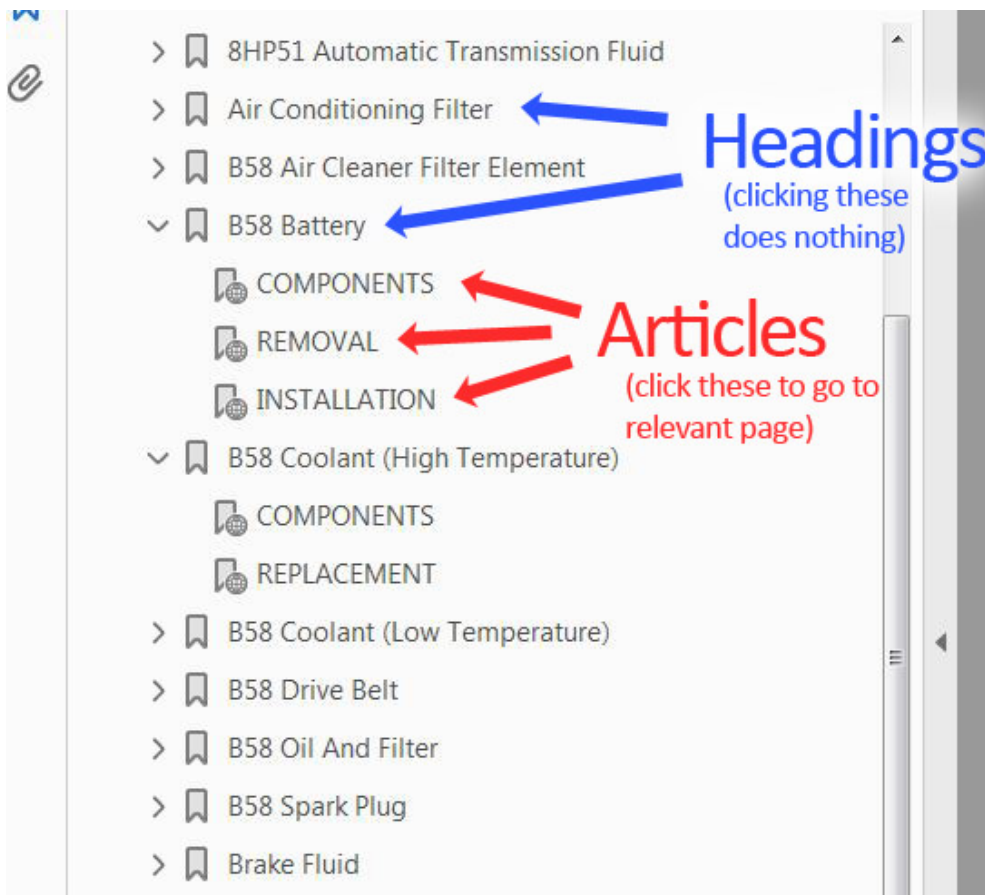 8HP51 Automatic Transmission Fluid
Air Conditioning Filter
B58 Air Cleaner Filter Element
Headings
(clicking these
does nothing)
B58 Battery
COMPONENTS
REMOVAL
INSTALLATION
Articles
(click these to go to
relevant page)
B58 Coolant (High Temperature)
COMPONENTS
REPLACEMENT
B58 Coolant (Low Temperature)
B58 Drive Belt
B58 Oil And Filter
B58 Spark Plug
Brake Fluid